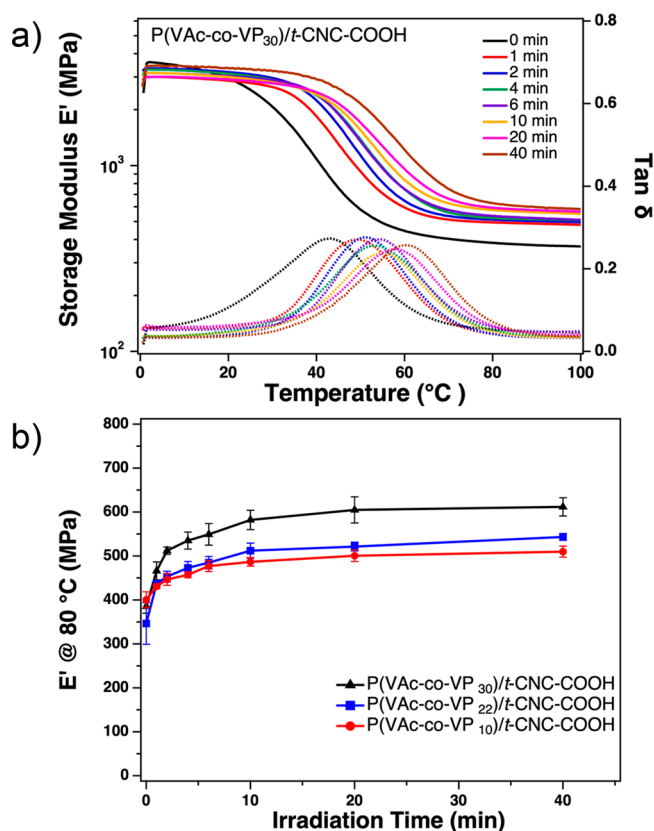 a)
P(VAc-co-VP30)/t-CNC-COOH
0 min
1 min
2 min
4 min
6 min
10 min
20 min
40 min
Storage Modulus E' (MPa)
10^3
10^2
0.8
0.6
0.4
0.2
0.0
Tan δ
0 20 40 60 80 100
Temperature (°C )
b)
E' @ 80 °C (MPa)
800
700
600
500
400
300
200
100
0
P(VAc-co-VP 30)/t-CNC-COOH
P(VAc-co-VP 22)/t-CNC-COOH
P(VAc-co-VP 10)/t-CNC-COOH
0 10 20 30 40
Irradiation Time (min)